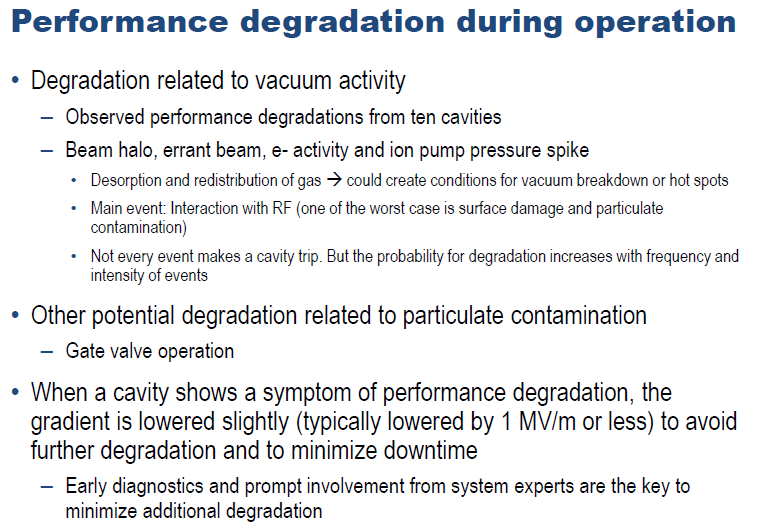 Performance degradation during operation
• Degradation related to vacuum activity
– Observed performance degradations from ten cavities
– Beam halo, errant beam, e- activity and ion pump pressure spike
• Desorption and redistribution of gas → could create conditions for vacuum breakdown or hot spots
• Main event: Interaction with RF (one of the worst case is surface damage and particulate
contamination)
• Not every event makes a cavity trip. But the probability for degradation increases with frequency and
intensity of events
• Other potential degradation related to particulate contamination
– Gate valve operation
• When a cavity shows a symptom of performance degradation, the
gradient is lowered slightly (typically lowered by 1 MV/m or less) to avoid
further degradation and to minimize downtime
– Early diagnostics and prompt involvement from system experts are the key to
minimize additional degradation